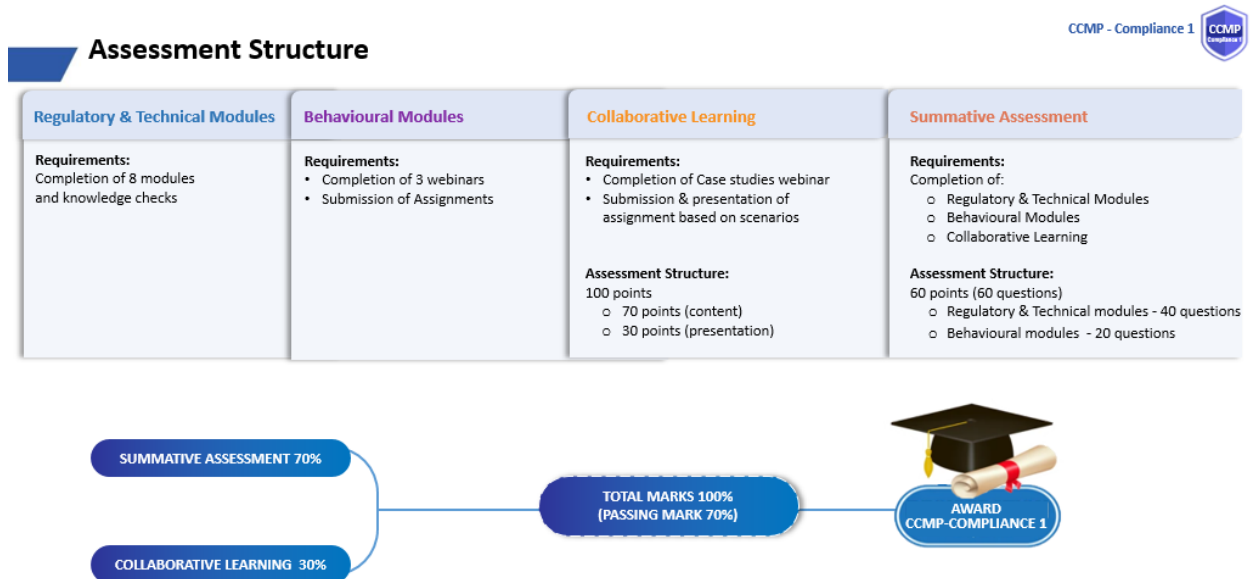 CCMP - Compliance 1
CCMP
Compliance 1
Assessment Structure
Regulatory & Technical Modules
Requirements:
Completion of 8 modules
and knowledge checks
Behavioural Modules
Requirements:
• Completion of 3 webinars
• Submission of Assignments
Collaborative Learning
Requirements:
• Completion of Case studies webinar
• Submission & presentation of
assignment based on scenarios
Assessment Structure:
100 points
o 70 points (content)
o 30 points (presentation)
Summative Assessment
Requirements:
Completion of:
o Regulatory & Technical Modules
o Behavioural Modules
o Collaborative Learning
Assessment Structure:
60 points (60 questions)
o Regulatory & Technical modules - 40 questions
o Behavioural modules - 20 questions
SUMMATIVE ASSESSMENT 70%
COLLABORATIVE LEARNING 30%
TOTAL MARKS 100%
(PASSING MARK 70%)
AWARD
CCMP-COMPLIANCE 1